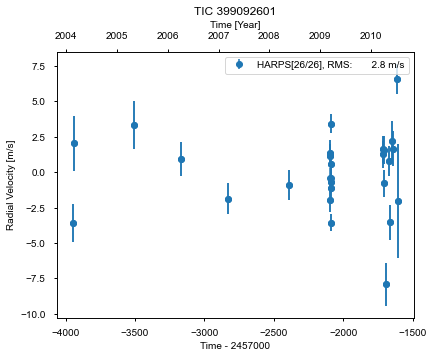 TIC 399092601
Time [Year]
2004 2005 2006 2007 2008 2009 2010
HARPS[26/26], RMS: 2.8 m/s
Radial Velocity [m/s]
7.5
5.0
2.5
0.0
−2.5
−5.0
−7.5
−10.0
−4000 −3500 −3000 −2500 −2000 −1500
Time - 2457000